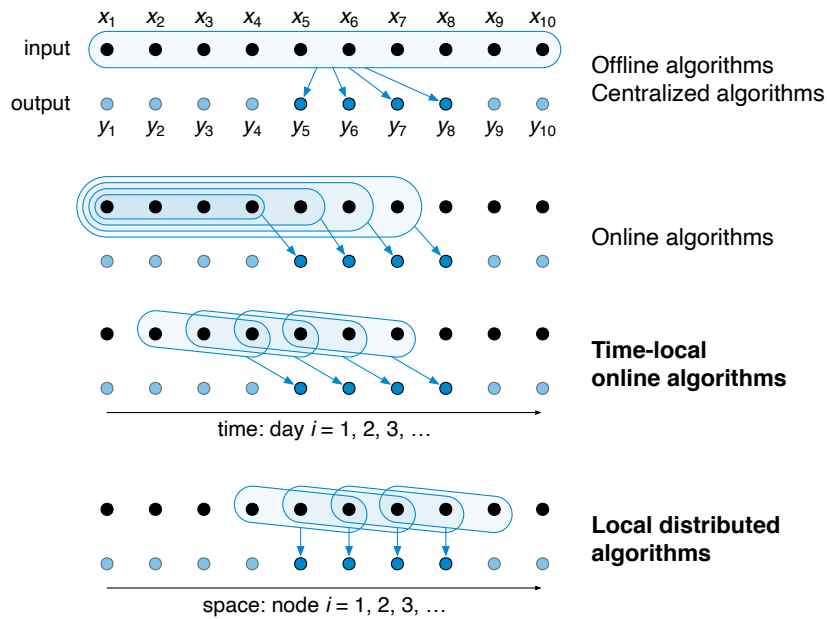 x1 x2 x3 x4 x5 x6 x7 x8 x9 x10
input
Offline algorithms
Centralized algorithms
output
y1 y2 y3 y4 y5 y6 y7 y8 y9 y10
Online algorithms
Time-local
online algorithms
time: day i = 1, 2, 3, …
Local distributed
algorithms
space: node i = 1, 2, 3, …